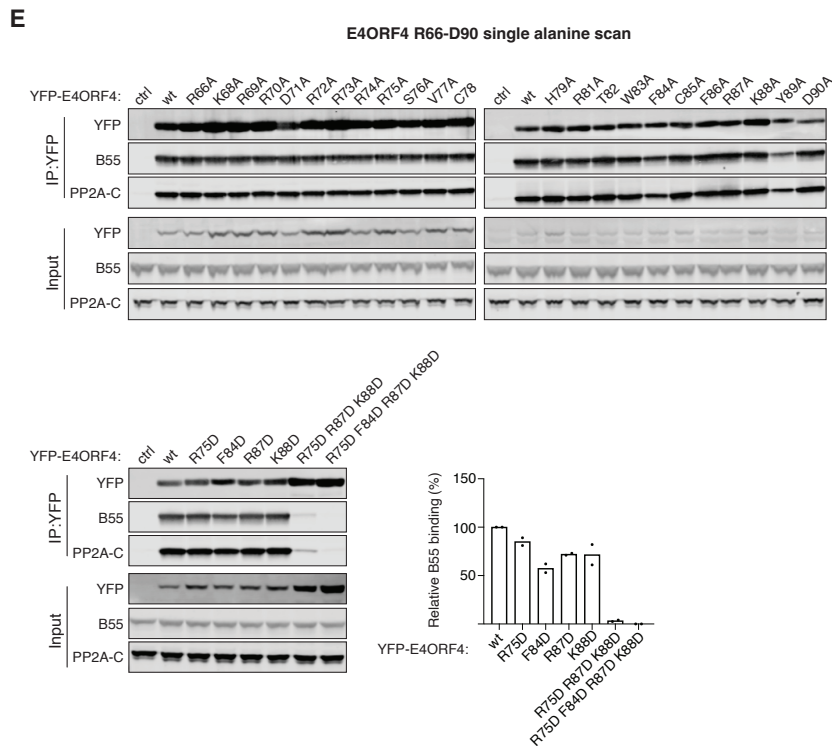 E
E4ORF4 R66-D90 single alanine scan
YFP-E4ORF4: ctrl wt R66A K68A R69A R70A D71A R72A R73A R74A R75A S76A V77A C78 ctrl wt H79A R81A T82 W83A F84A C85A F86A R87A K88A Y89A D90A
IP:YFP
YFP
B55
PP2A-C
Input
YFP
B55
PP2A-C
YFP-E4ORF4: ctrl wt R75D F84D R87D K88D R75D R87D K88D R75D F84D R87D K88D
IP:YFP
YFP
B55
PP2A-C
Input
YFP
B55
PP2A-C
Relative B55 binding (%)
150
100
50
YFP-E4ORF4: wt R75D F84D R87D K88D R75D R87D K88D R75D F84D R87D K88D